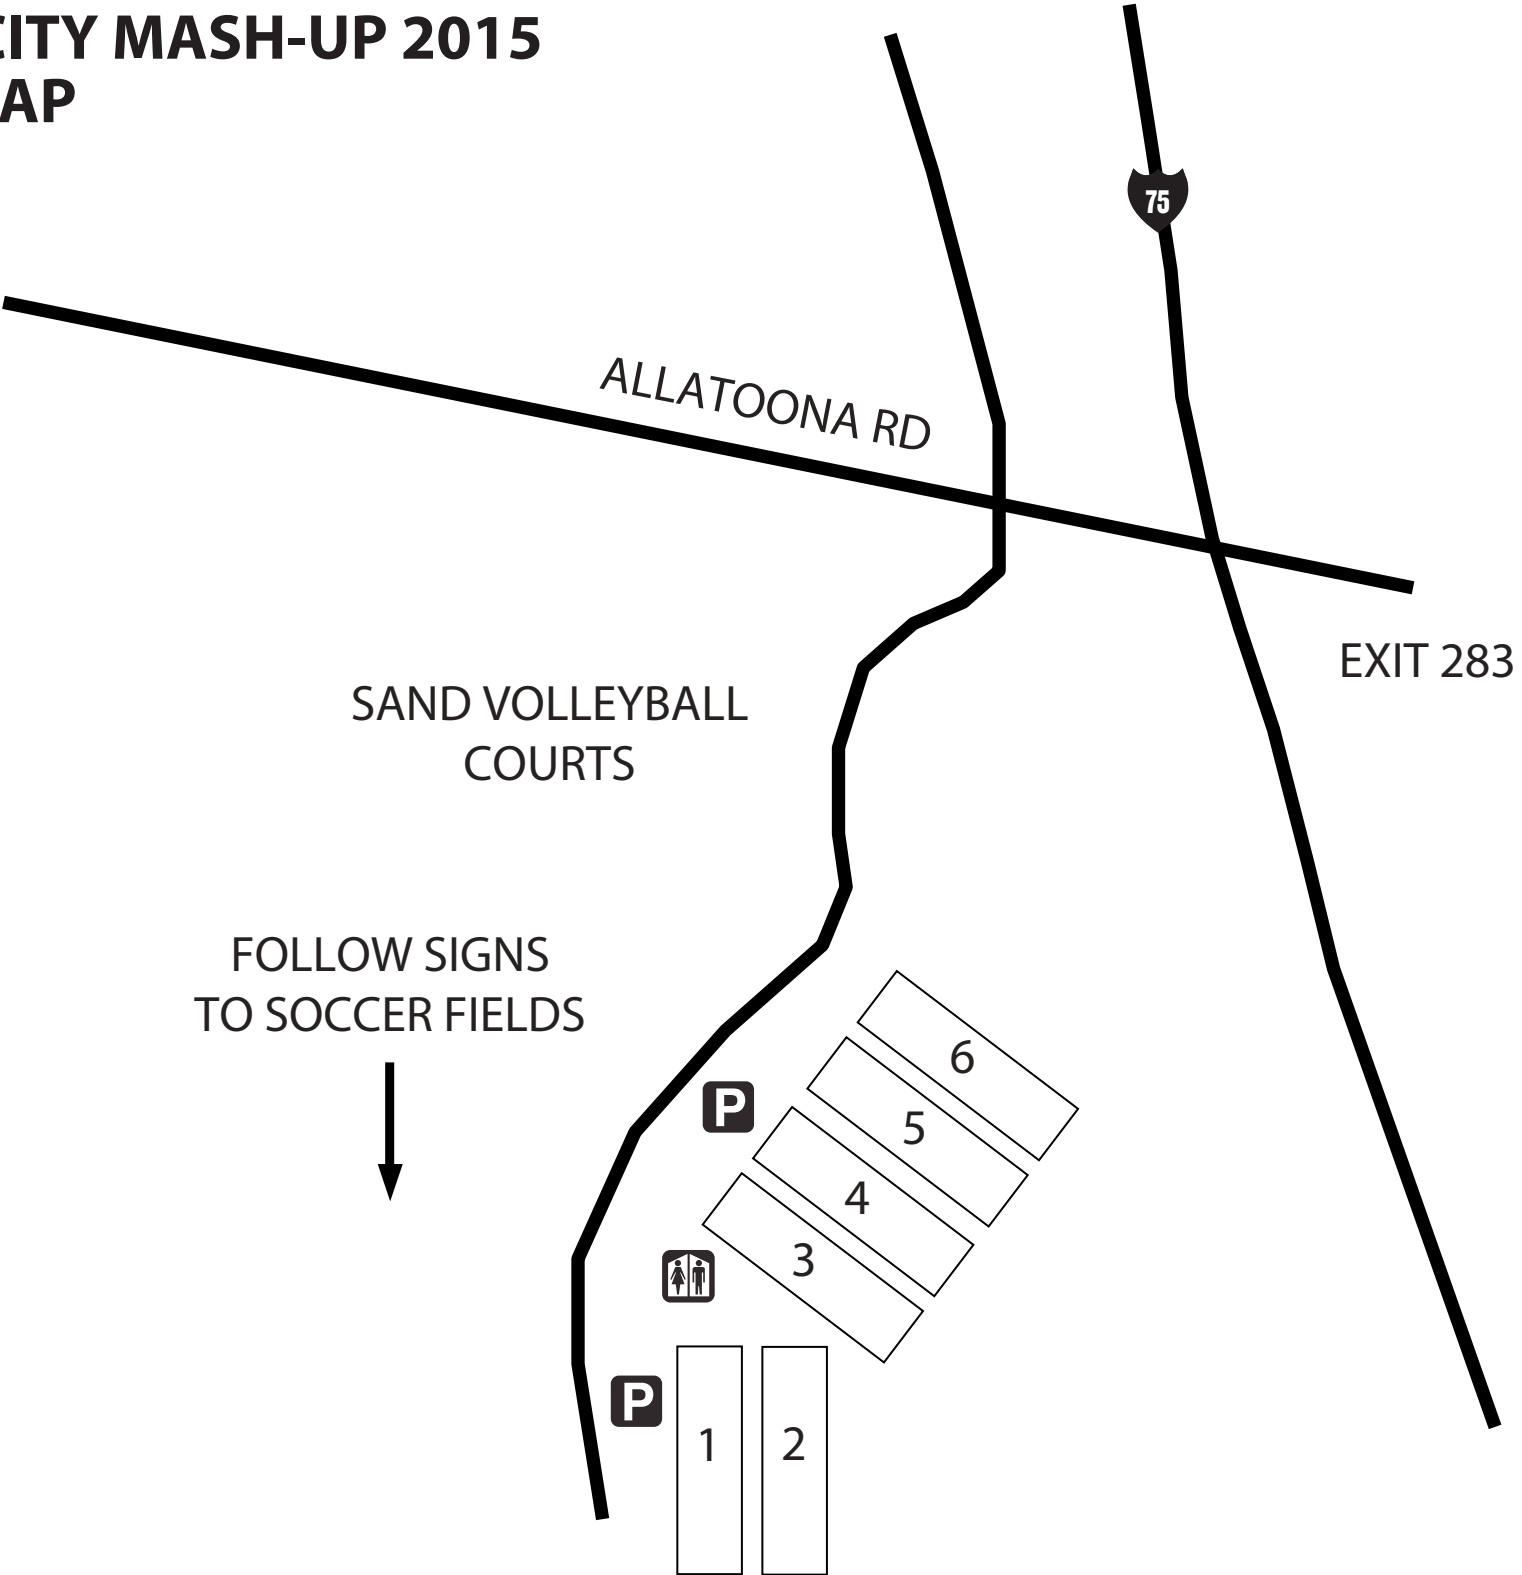 CITY MASH-UP 2015
AP
75
ALLATOONA RD
EXIT 283
SAND VOLLEYBALL
COURTS
FOLLOW SIGNS
TO SOCCER FIELDS
6
5
P
4
3
P
1
2